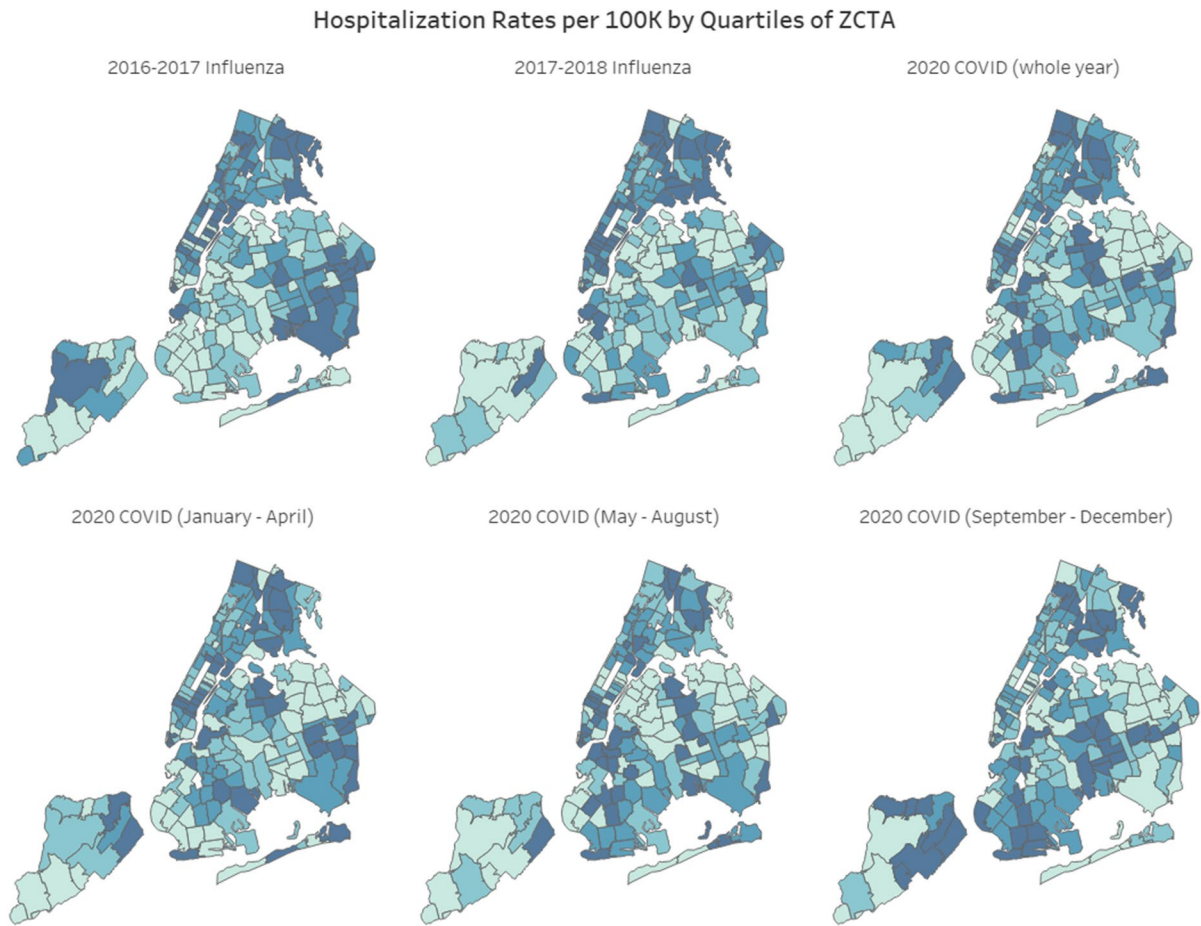 Hospitalization Rates per 100K by Quartiles of ZCTA
2016-2017 Influenza
2017-2018 Influenza
2020 COVID (whole year)
2020 COVID (January - April)
2020 COVID (May - August)
2020 COVID (September - December)